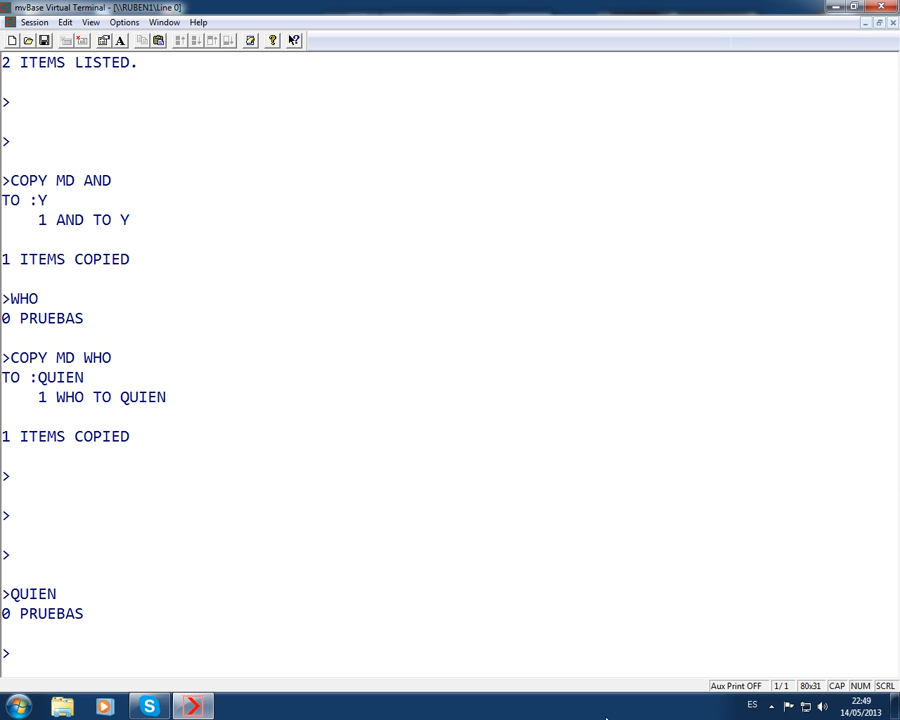 mvBase Virtual Terminal - [\\RUBEN1\Line 0]
Session Edit View Options Window Help
2 ITEMS LISTED.
>
>
>COPY MD AND
TO :Y
1 AND TO Y
1 ITEMS COPIED
>WHO
0 PRUEBAS
>COPY MD WHO
TO :QUIEN
1 WHO TO QUIEN
1 ITEMS COPIED
>
>
>
>QUIEN
0 PRUEBAS
>
Aux Print OFF 1/1 80x31 CAP NUM SCRL
ES 22:49
14/05/2013